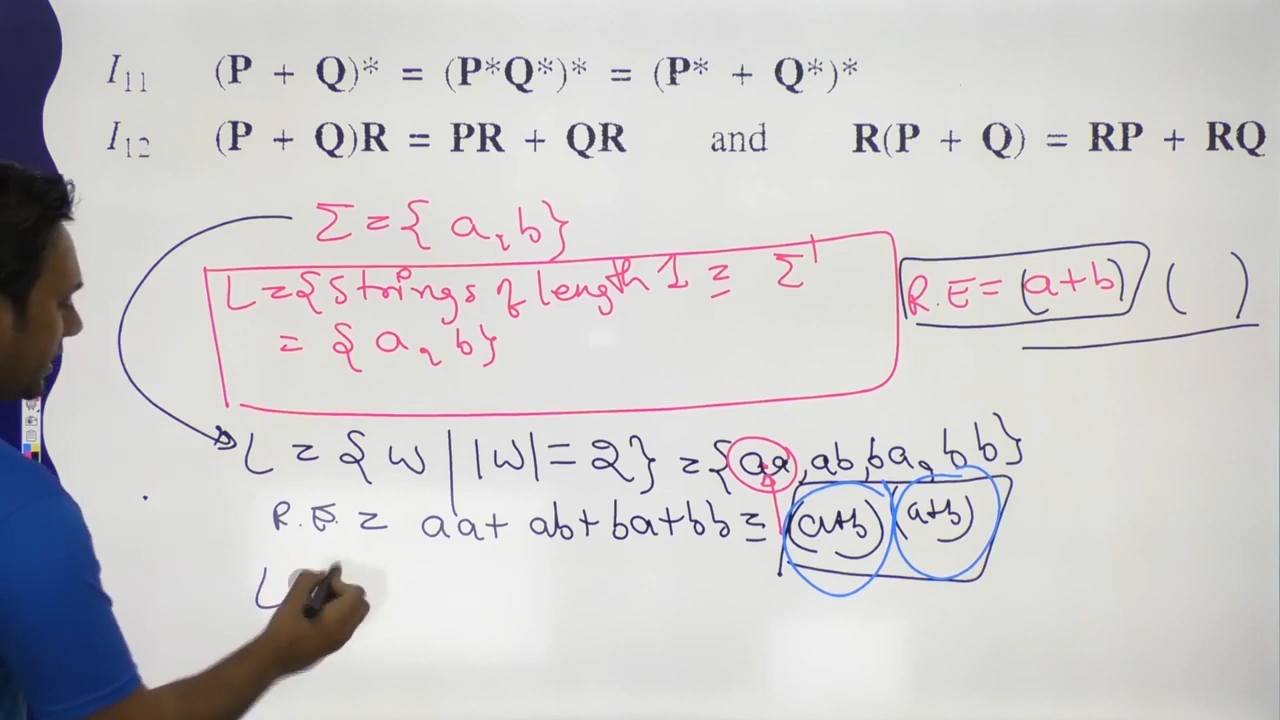 I₁₁ (P + Q)* = (P*Q*)* = (P* + Q*)*
I₁₂ (P + Q)R = PR + QR and R(P + Q) = RP + RQ
Σ = { a, b}
L = {Strings of length 1 = Σ¹
R.E = (a+b) ( )
= { a, b}
L = { w | |w| = 2} = {aa, ab, ba, bb}
R.E. = aa + ab + ba + bb = (a+b) (a+b)
L